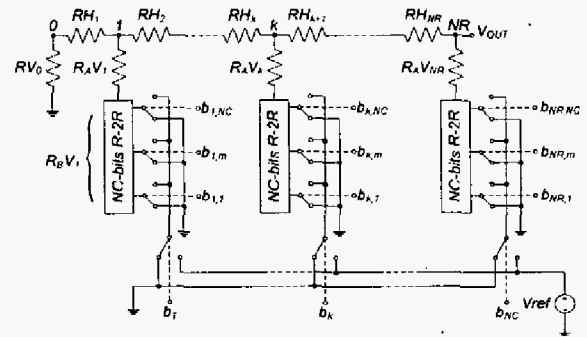 RH1 RH2 RHk RHk+1 RHNR
0 1 k NR VOUT
RV0 RAV1 RAVk RAVNR
NC-bits R-2R NC-bits R-2R NC-bits R-2R
b1,NC bk,NC bNR,NC
RBV1 b1,m bk,m bNR,m
b1,1 bk,1 bNR,1
Vref
b1 bk bNC